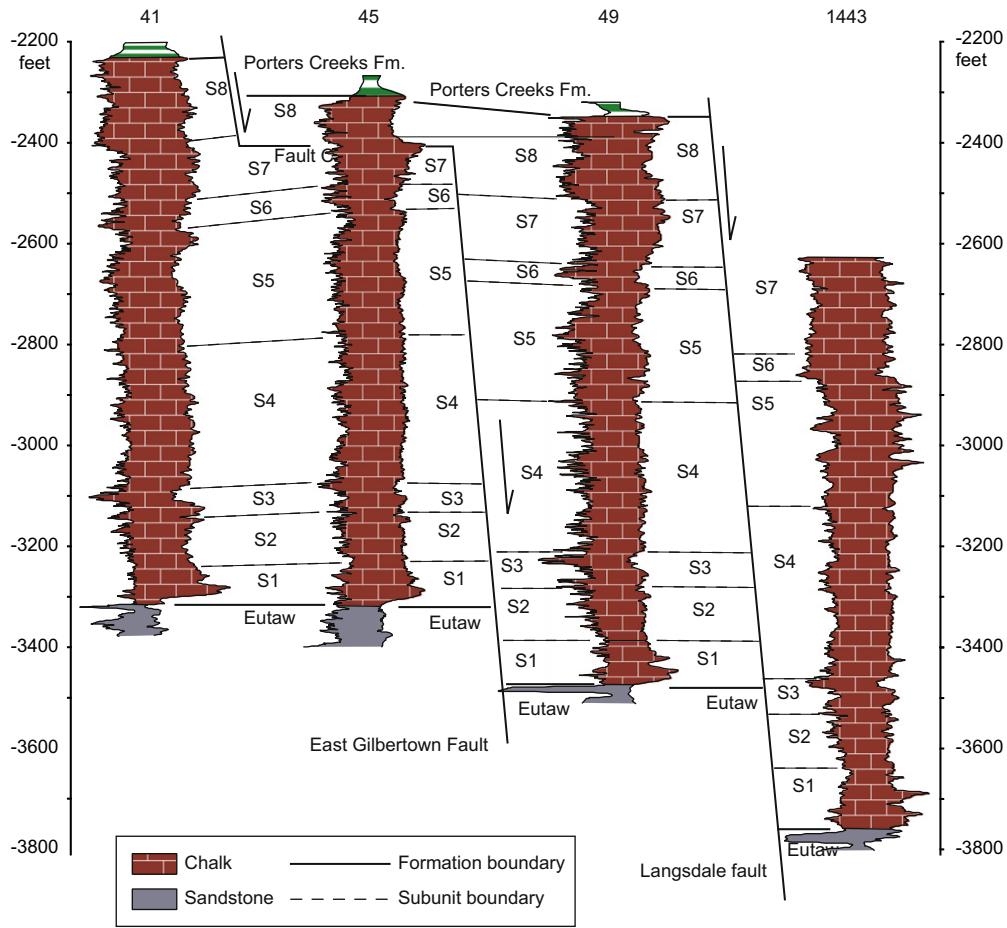 41 45 49 1443
-2200 -2200
feet feet
Porters Creeks Fm.
S8 Porters Creeks Fm.
S8
-2400 -2400
Fault
S7 S7 S8 S8
S6 S6 S7 S7
-2600 -2600
S5 S5 S6 S6 S7
-2800 -2800
S5 S5 S6
S4 S4 S5
-3000 -3000
S4 S4 S4
S3 S3
S2 S2
-3200 -3200
S1 S1 S3 S3
Eutaw Eutaw S2 S2
-3400 -3400
S1 S1
Eutaw Eutaw S3
East Gilbertown Fault S2
-3600 -3600
S1
-3800 -3800
Eutaw
Langsdale fault
Chalk Formation boundary
Sandstone Subunit boundary